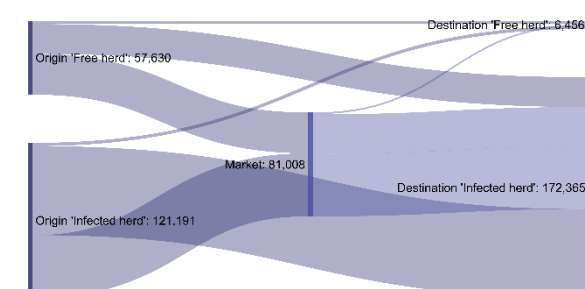 Destination 'Free herd': 6,456
Origin 'Free herd': 57,630
Market: 81,008
Destination 'Infected herd': 172,365
Origin 'Infected herd': 121,191